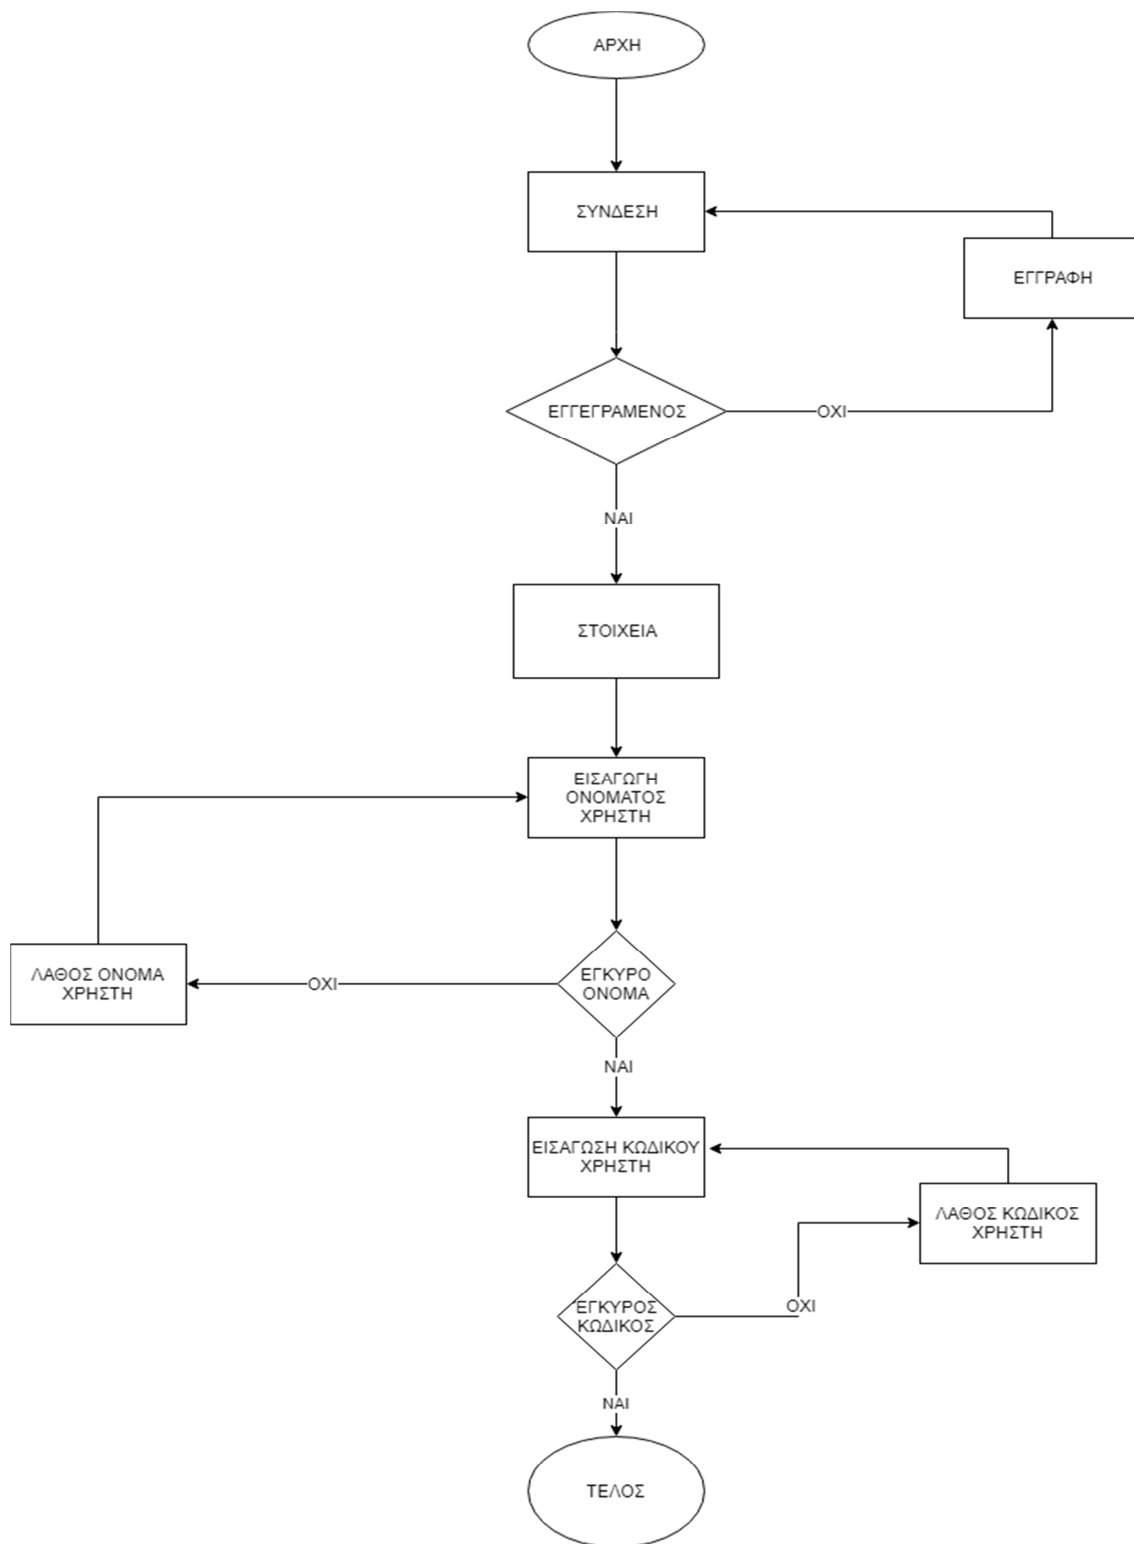 ΑΡΧΗ
ΣΥΝΔΕΣΗ
ΕΓΓΡΑΦΗ
ΕΓΓΕΓΡΑΜΕΝΟΣ
ΟΧΙ
ΝΑΙ
ΣΤΟΙΧΕΙΑ
ΕΙΣΑΓΩΓΗ
ΟΝΟΜΑΤΟΣ
ΧΡΗΣΤΗ
ΛΑΘΟΣ ΟΝΟΜΑ
ΧΡΗΣΤΗ
ΟΧΙ
ΕΓΚΥΡΟ
ΟΝΟΜΑ
ΝΑΙ
ΕΙΣΑΓΩΣΗ ΚΩΔΙΚΟΥ
ΧΡΗΣΤΗ
ΛΑΘΟΣ ΚΩΔΙΚΟΣ
ΧΡΗΣΤΗ
ΕΓΚΥΡΟΣ
ΚΩΔΙΚΟΣ
ΟΧΙ
ΝΑΙ
ΤΕΛΟΣ